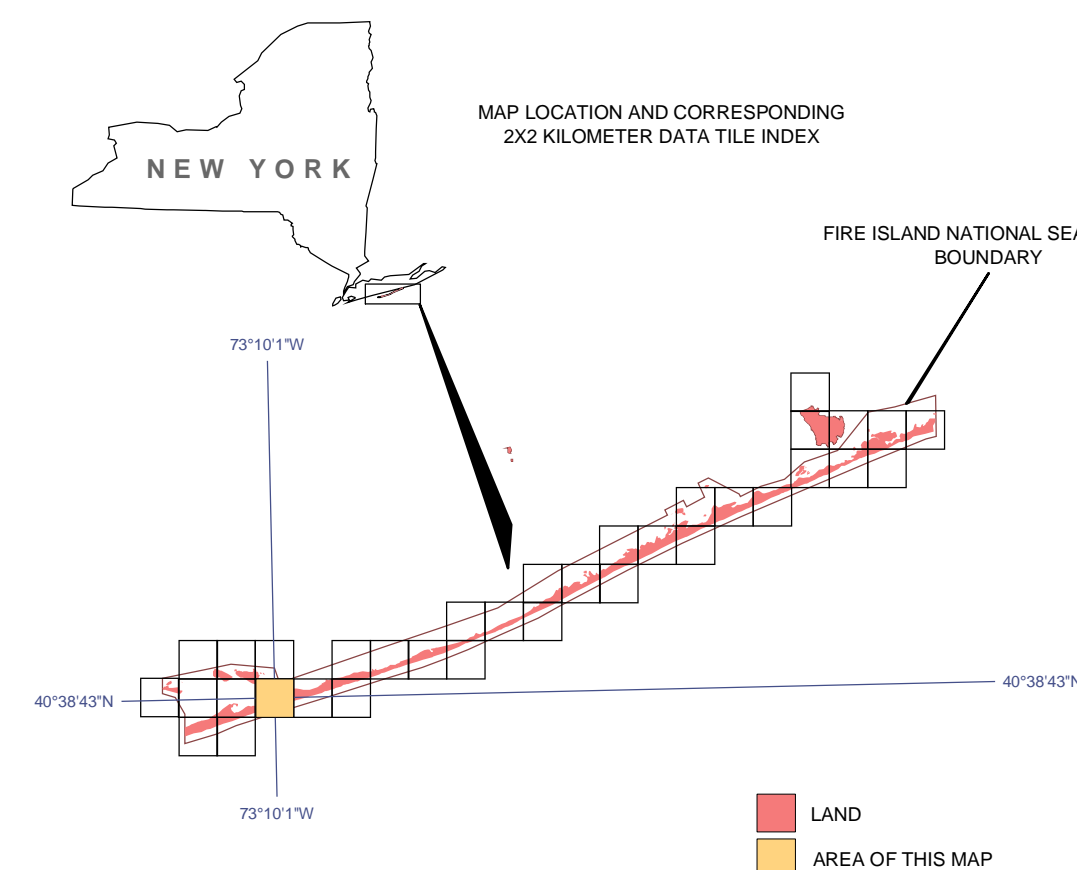 MAP LOCATION AND CORRESPONDING
2X2 KILOMETER DATA TILE INDEX
NEW YORK
FIRE ISLAND NATIONAL SEA
BOUNDARY
73°10'1"W
40°38'43"N
40°38'43"N
73°10'1"W
LAND
AREA OF THIS MAP